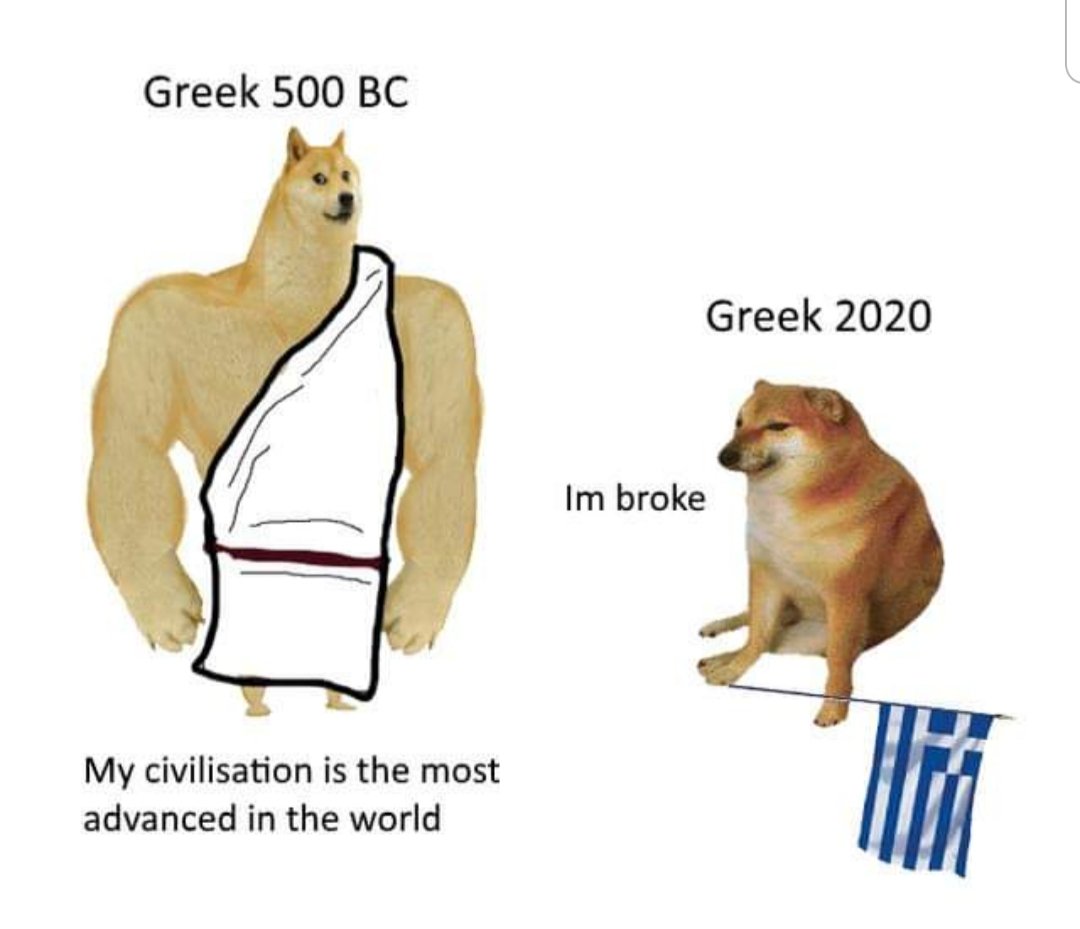 Greek 500 BC
Greek 2020
Im broke
My civilisation is the most
advanced in the world